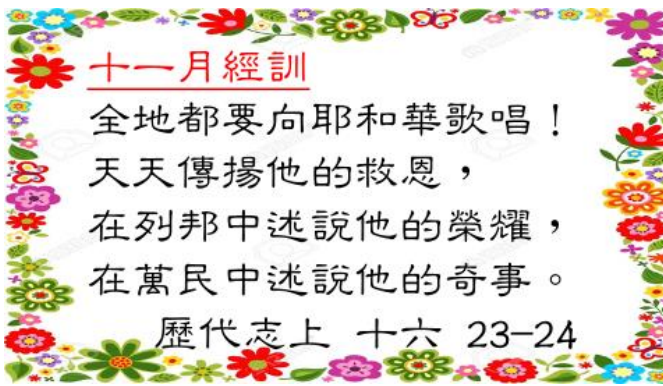 十一月經訓
全地都要向耶和華歌唱！
天天傳揚他的救恩，
在列邦中述說他的榮耀，
在萬民中述說他的奇事。
歷代志上 十六 23-24